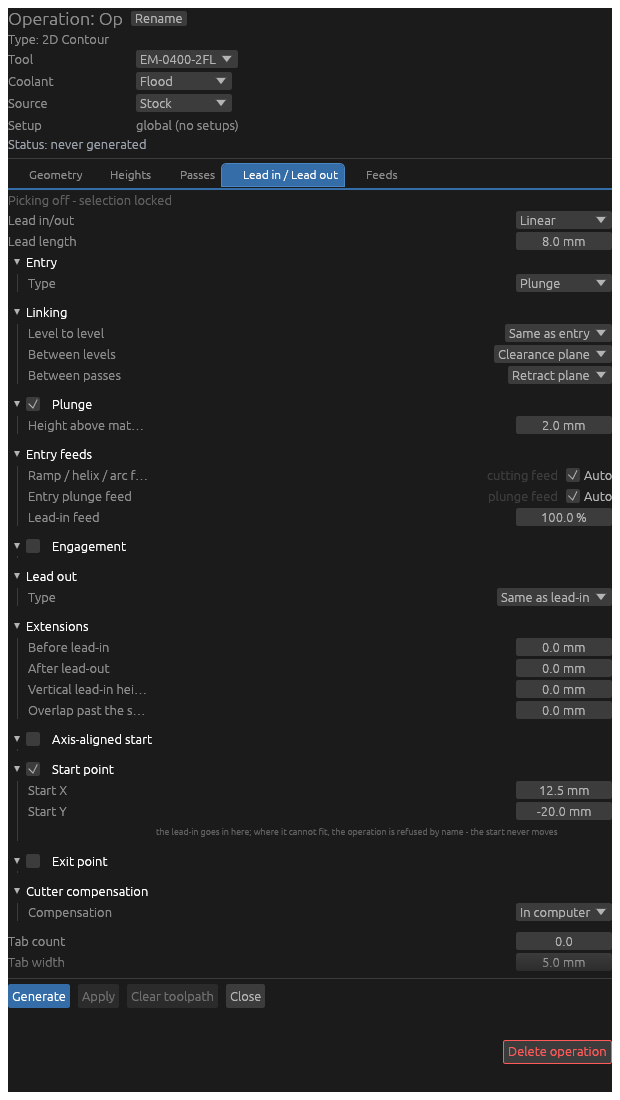 Operation: Op Rename
Type: 2D Contour
Tool EM-0400-2FL
Coolant Flood
Source Stock
Setup global (no setups)
Status: never generated
Geometry Heights Passes Lead in / Lead out Feeds
Picking off - selection locked
Lead in/out Linear
Lead length 8.0 mm
Entry
Type Plunge
Linking
Level to level Same as entry
Between levels Clearance plane
Between passes Retract plane
Plunge
Height above mat… 2.0 mm
Entry feeds
Ramp / helix / arc f… cutting feed Auto
Entry plunge feed plunge feed Auto
Lead-in feed 100.0 %
Engagement
Lead out
Type Same as lead-in
Extensions
Before lead-in 0.0 mm
After lead-out 0.0 mm
Vertical lead-in hei… 0.0 mm
Overlap past the s… 0.0 mm
Axis-aligned start
Start point
Start X 12.5 mm
Start Y -20.0 mm
the lead-in goes in here; where it cannot fit, the operation is refused by name - the start never moves
Exit point
Cutter compensation
Compensation In computer
Tab count 0.0
Tab width 5.0 mm
Generate Apply Clear toolpath Close
Delete operation